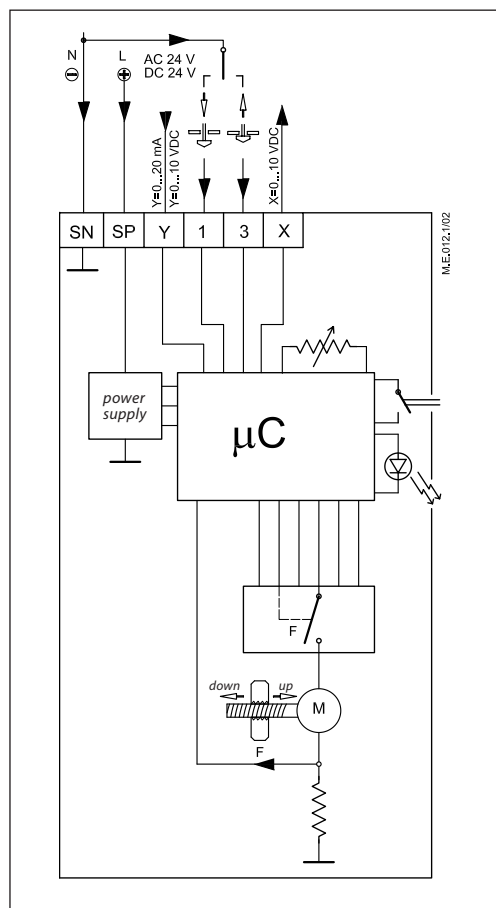 N L AC 24 V
DC 24 V
Y=0...20 mA
Y=0...10 VDC
X=0...10 VDC
SN SP Y 1 3 X
M.E.012.1/02
power
supply
µC
F
down up
M
F